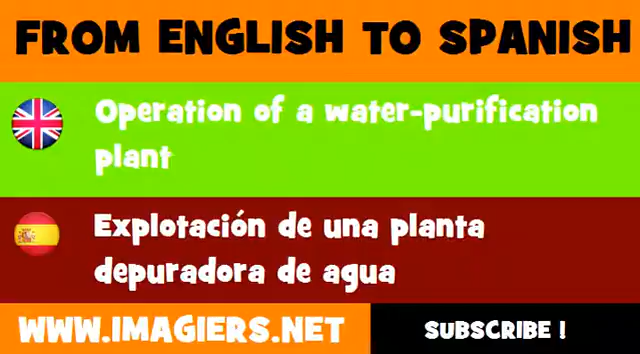 FROM ENGLISH TO SPANISH
Operation of a water-purification
plant
Explotación de una planta
depuradora de agua
WWW.IMAGIERS.NET
SUBSCRIBE !